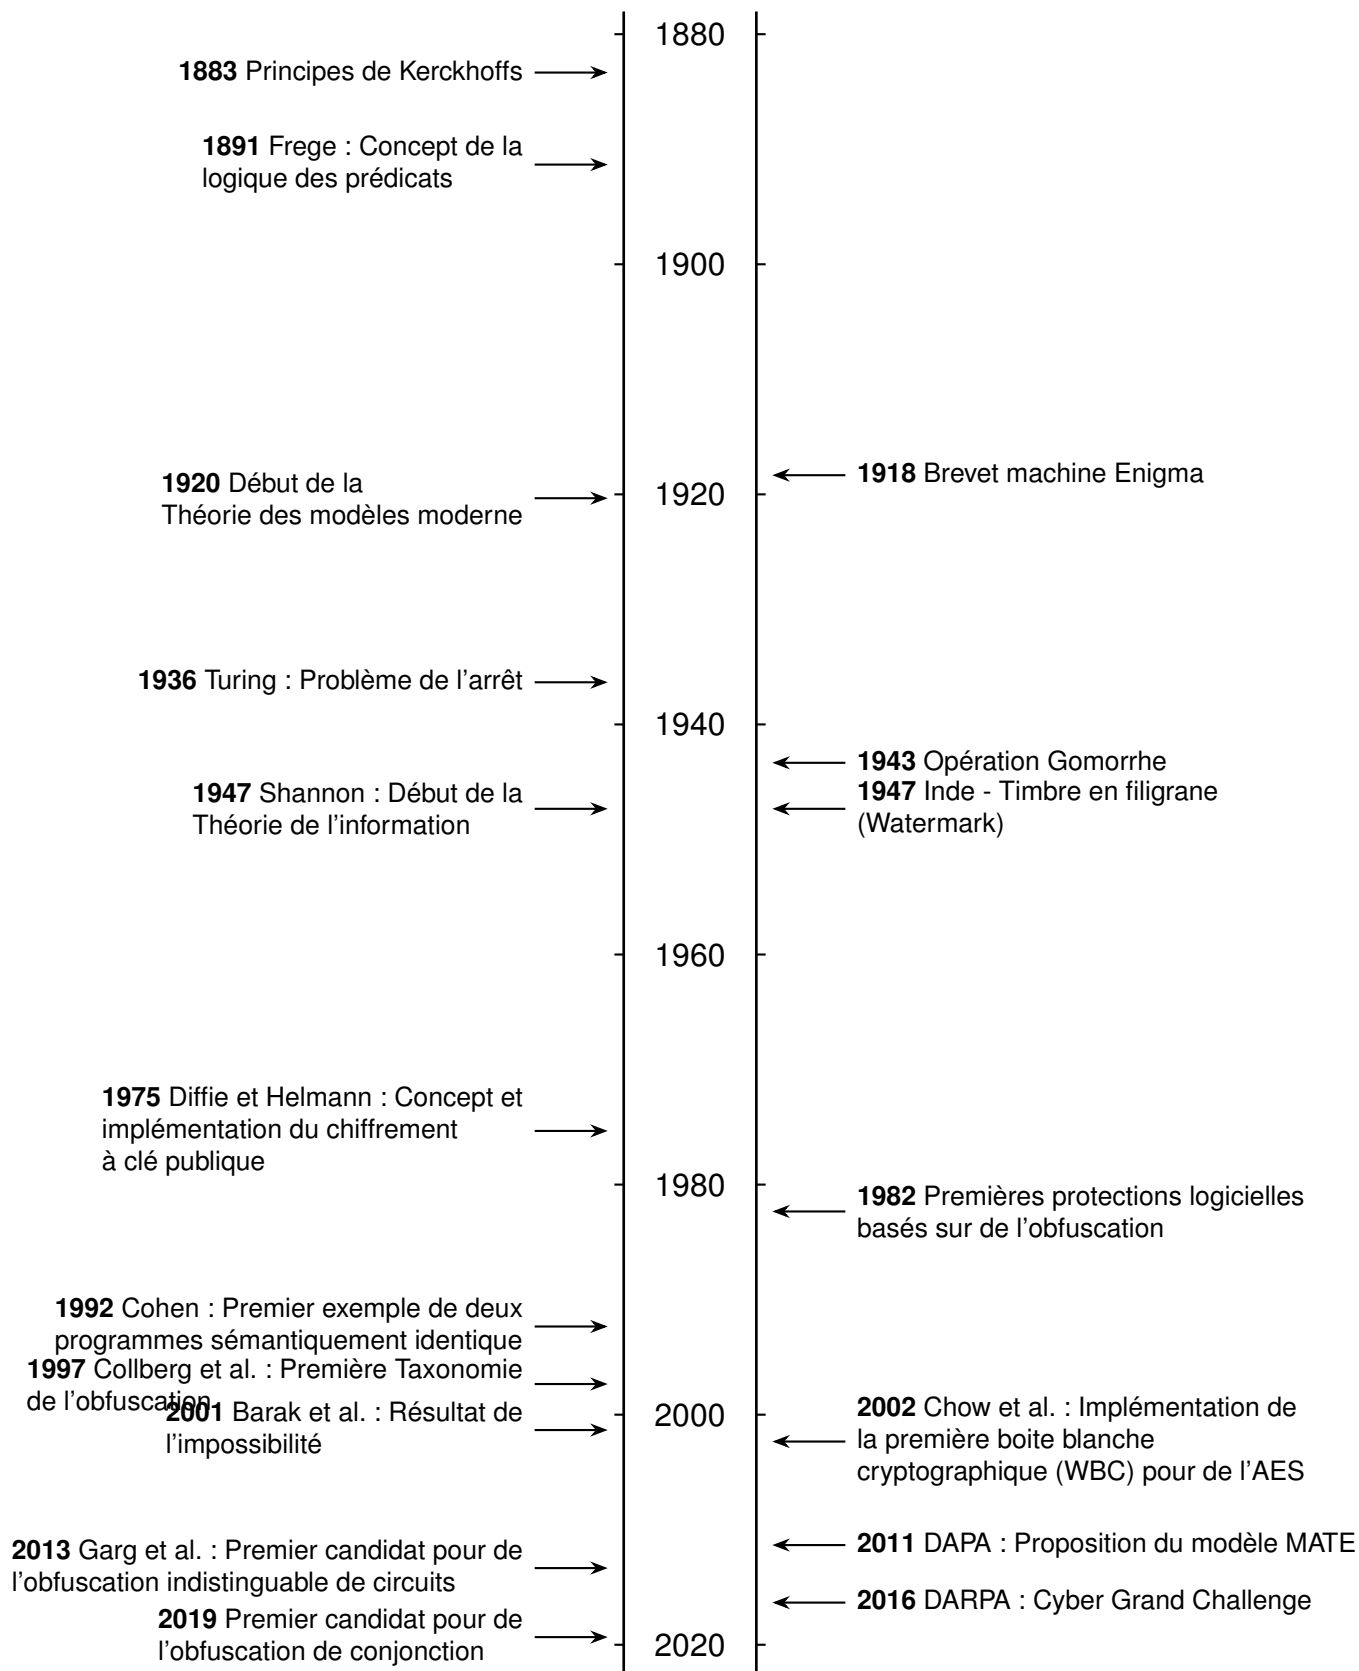 1880
1883 Principes de Kerckhoffs
1891 Frege : Concept de la
logique des prédicats
1900
1918 Brevet machine Enigma
1920 Début de la
Théorie des modèles moderne
1920
1936 Turing : Problème de l'arrêt
1940
1943 Opération Gomorrhe
1947 Shannon : Début de la
Théorie de l'information
1947 Inde - Timbre en filigrane
(Watermark)
1960
1975 Diffie et Helmann : Concept et
implémentation du chiffrement
à clé publique
1980
1982 Premières protections logicielles
basés sur de l'obfuscation
1992 Cohen : Premier exemple de deux
programmes sémantiquement identique
1997 Collberg et al. : Première Taxonomie
de l'obfuscation
2001 Barak et al. : Résultat de
l'impossibilité
2000
2002 Chow et al. : Implémentation de
la première boite blanche
cryptographique (WBC) pour de l'AES
2011 DAPA : Proposition du modèle MATE
2013 Garg et al. : Premier candidat pour de
l'obfuscation indistinguable de circuits
2016 DARPA : Cyber Grand Challenge
2019 Premier candidat pour de
l'obfuscation de conjonction
2020